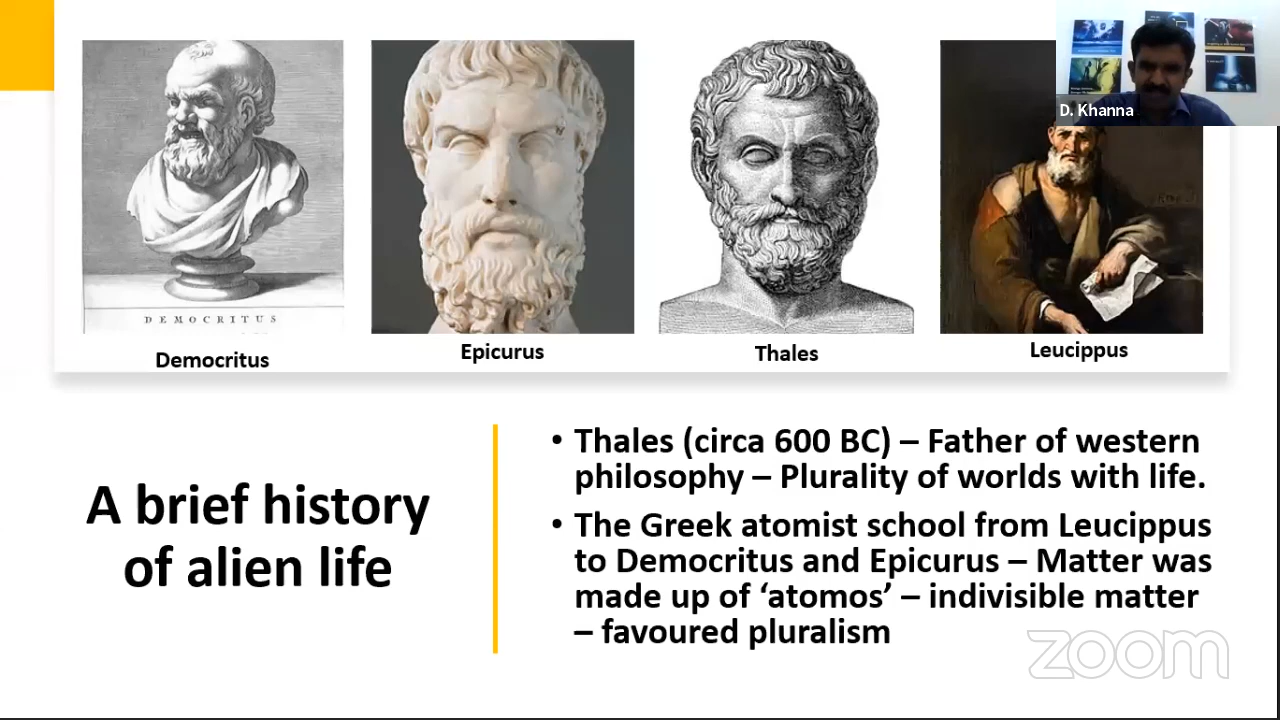 D. Khanna
DEMOCRITUS
Democritus
Epicurus
Thales
Leucippus
A brief history
of alien life
• Thales (circa 600 BC) – Father of western
philosophy – Plurality of worlds with life.
• The Greek atomist school from Leucippus
to Democritus and Epicurus – Matter was
made up of ‘atomos’ – indivisible matter
– favoured pluralism
zoom